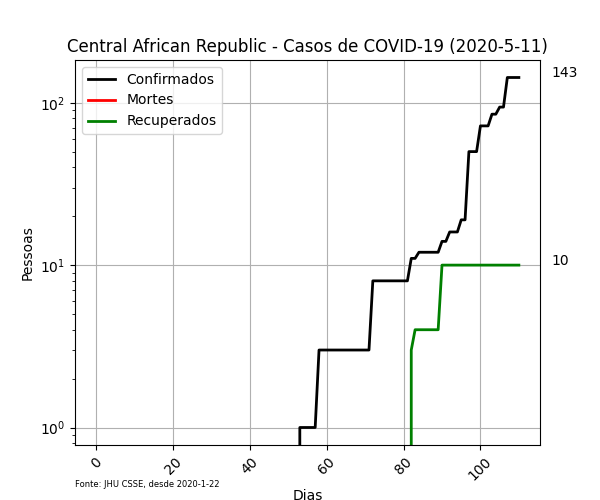 Central African Republic - Casos de COVID-19 (2020-5-11)
Confirmados
Mortes
Recuperados
143
10
10²
10¹
10⁰
Pessoas
0
20
40
60
80
100
Fonte: JHU CSSE, desde 2020-1-22
Dias